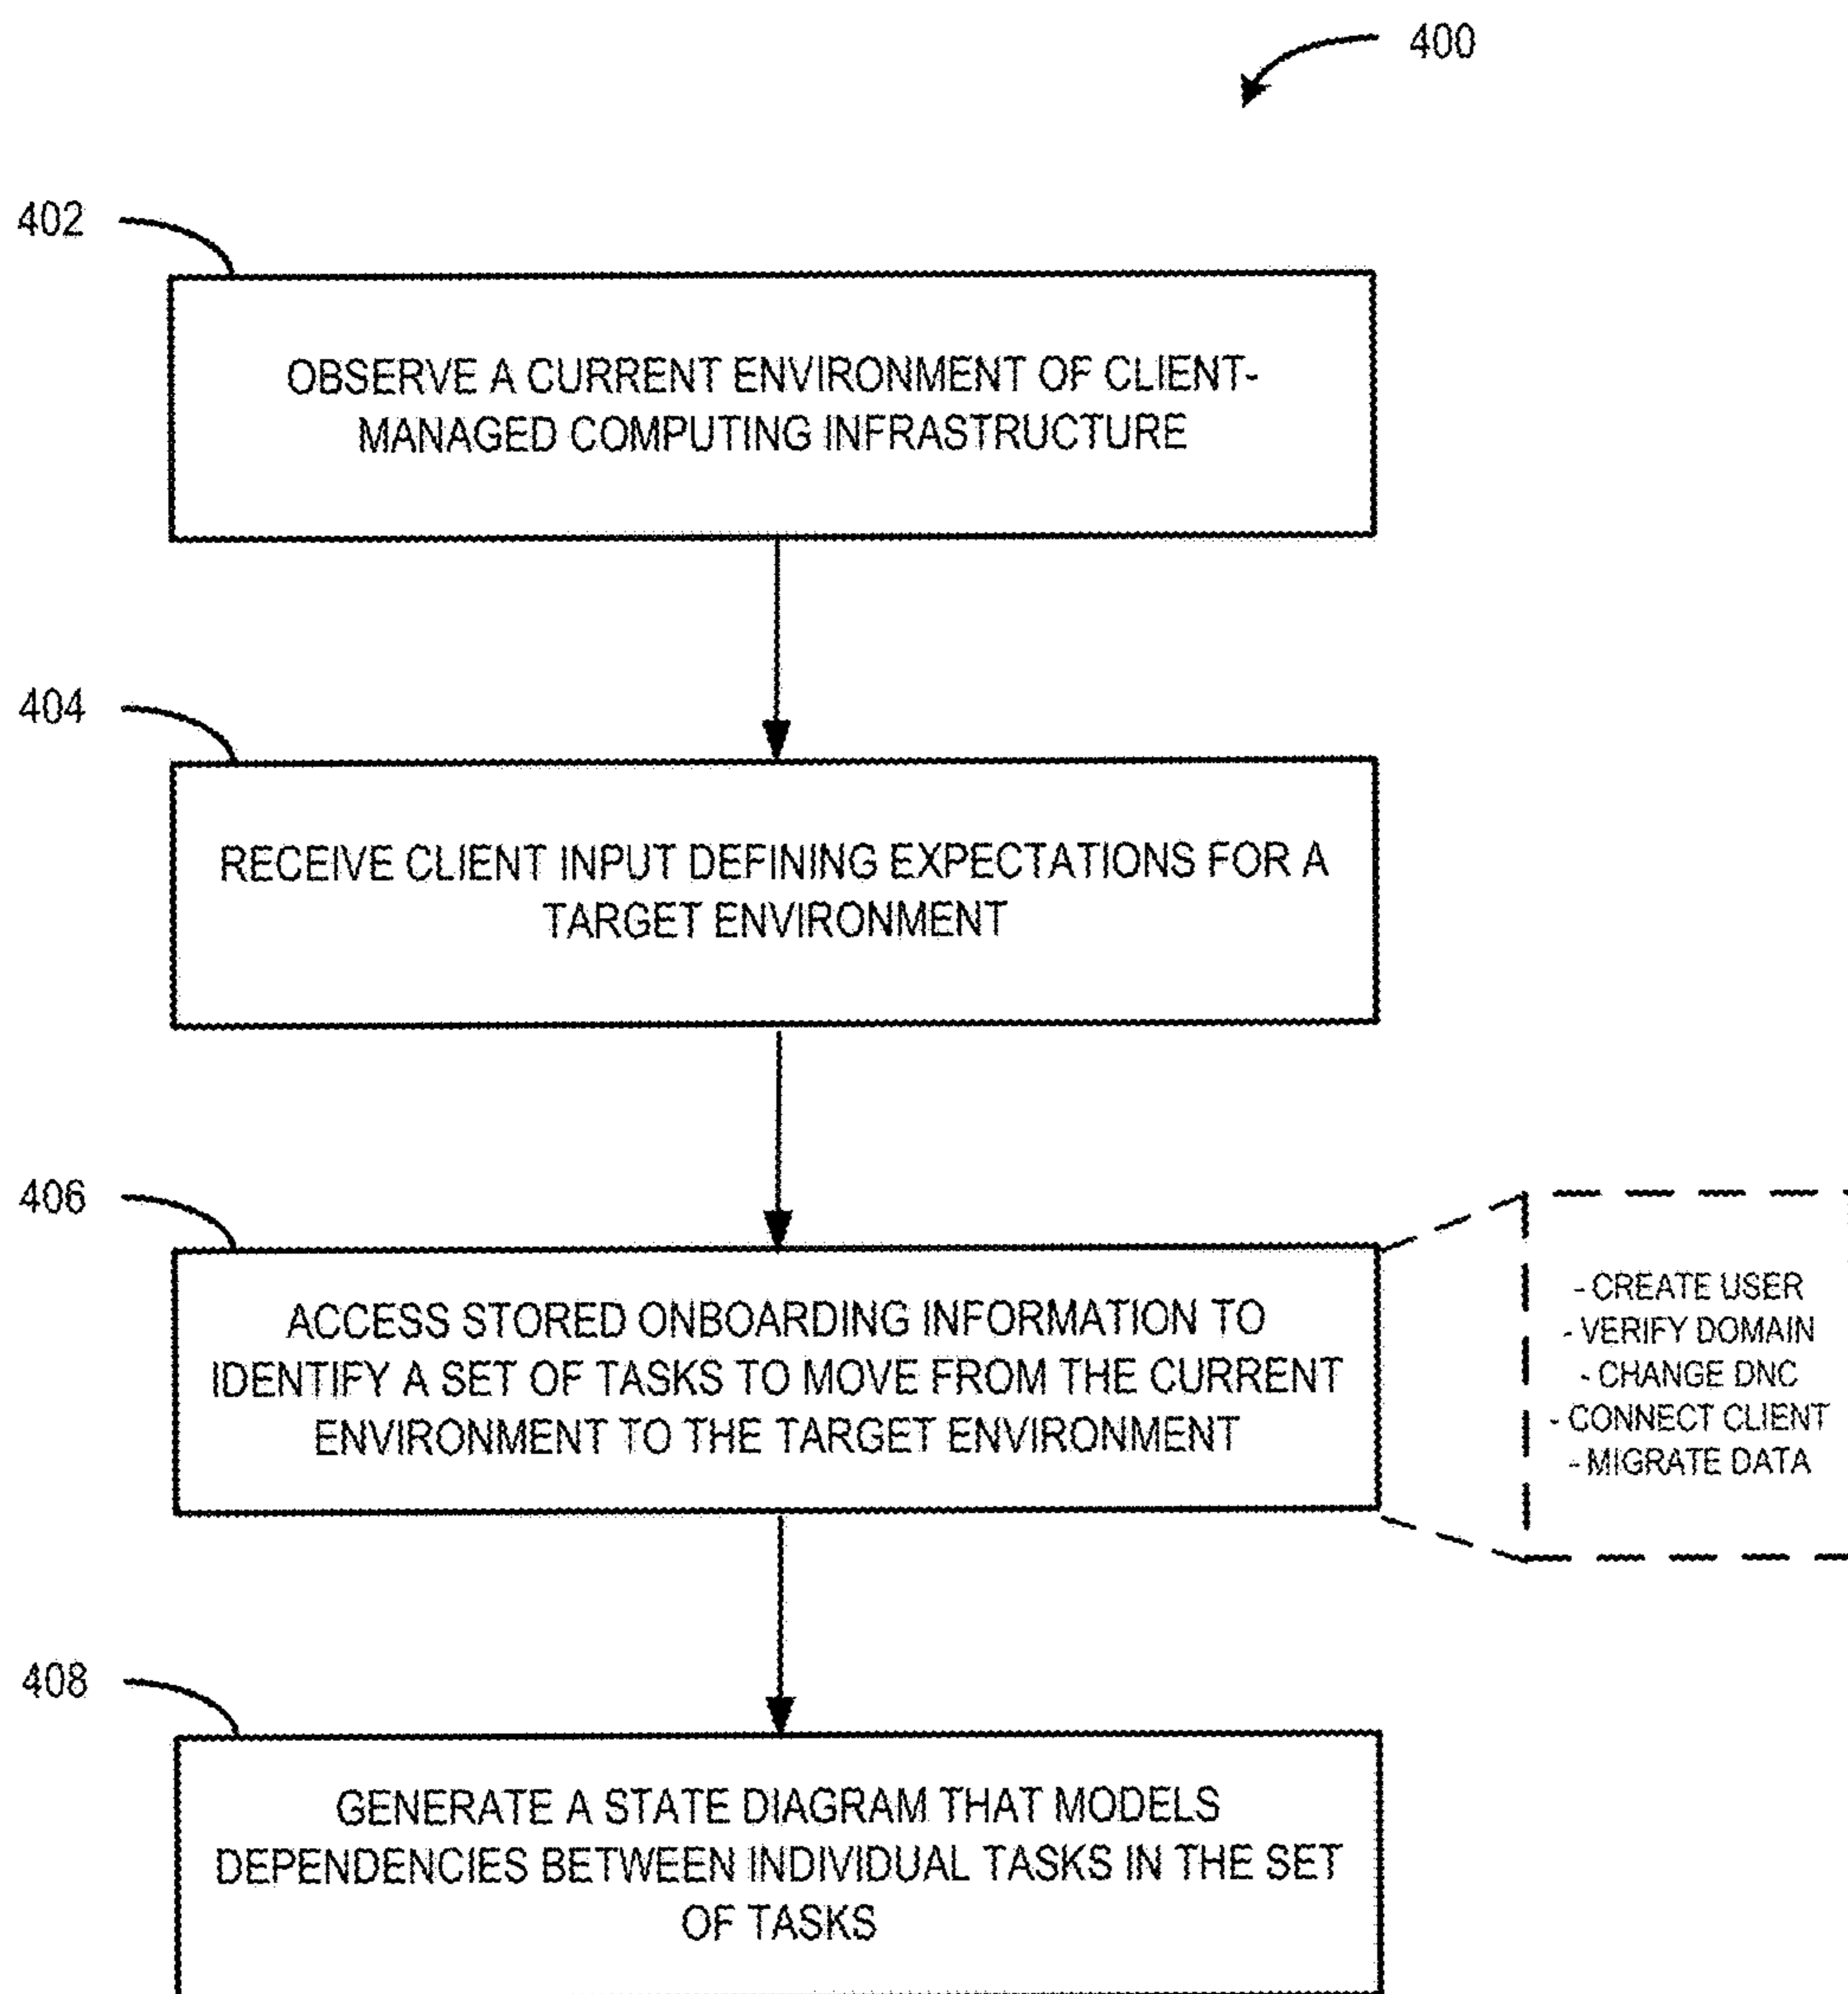 400
402
OBSERVE A CURRENT ENVIRONMENT OF CLIENT-
MANAGED COMPUTING INFRASTRUCTURE
404
RECEIVE CLIENT INPUT DEFINING EXPECTATIONS FOR A
TARGET ENVIRONMENT
406
ACCESS STORED ONBOARDING INFORMATION TO
IDENTIFY A SET OF TASKS TO MOVE FROM THE CURRENT
ENVIRONMENT TO THE TARGET ENVIRONMENT
- CREATE USER
- VERIFY DOMAIN
- CHANGE DNC
- CONNECT CLIENT
- MIGRATE DATA
408
GENERATE A STATE DIAGRAM THAT MODELS
DEPENDENCIES BETWEEN INDIVIDUAL TASKS IN THE SET
OF TASKS